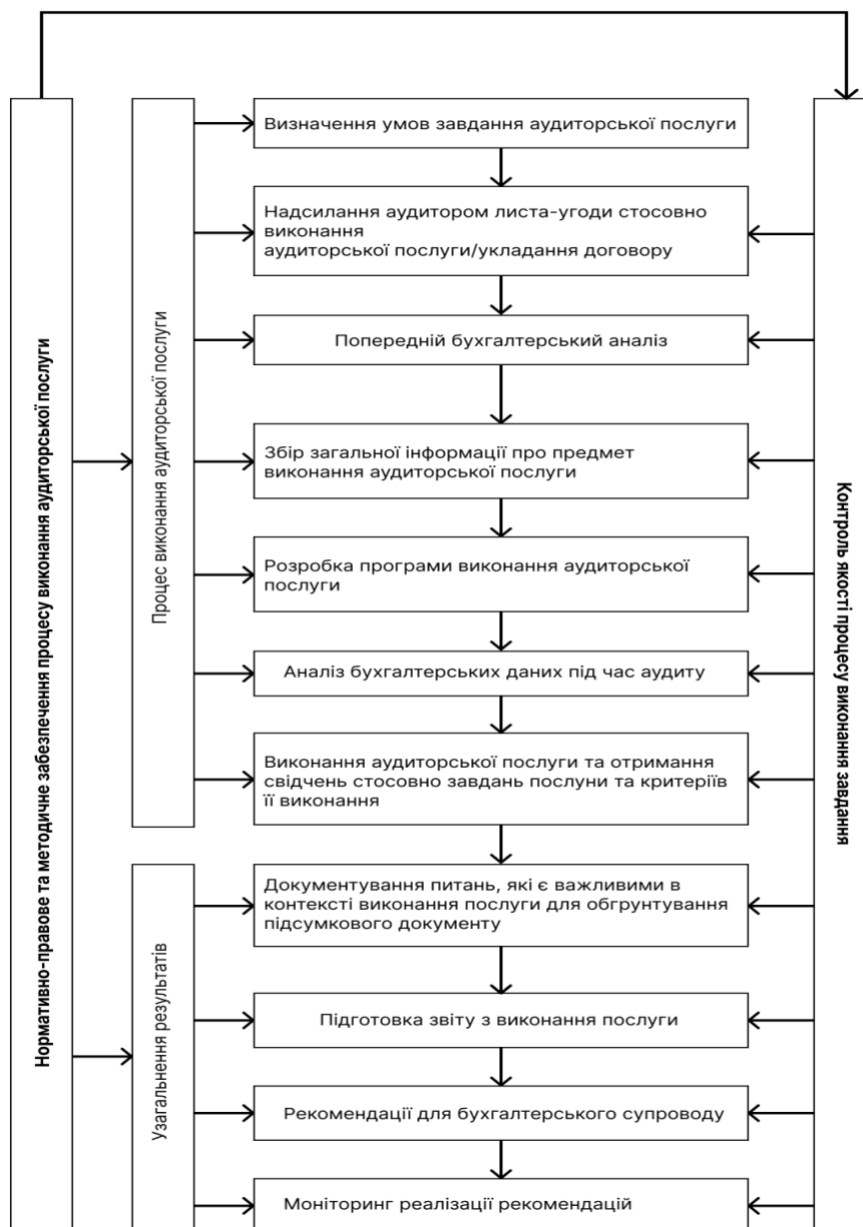 Нормативно-правове та методичне забезпечення процесу виконання аудиторської послуги
Процес виконання аудиторської послуги
Визначення умов завдання аудиторської послуги
Надсилання аудитором листа-угоди стосовно
виконання
аудиторської послуги/укладання договору
Попередній бухгалтерський аналіз
Збір загальної інформації про предмет
виконання аудиторської послуги
Розробка програми виконання аудиторської
послуги
Аналіз бухгалтерських даних під час аудиту
Виконання аудиторської послуги та отримання
свідчень стосовно завдань послуни та критеріїв
її виконання
Узагальнення результатів
Документування питань, які є важливими в
контексті виконання послуги для обгрунтування
підсумкового документу
Підготовка звіту з виконання послуги
Рекомендації для бухгалтерського супроводу
Моніторинг реалізації рекомендацій
Контроль якості процесу виконання завдання